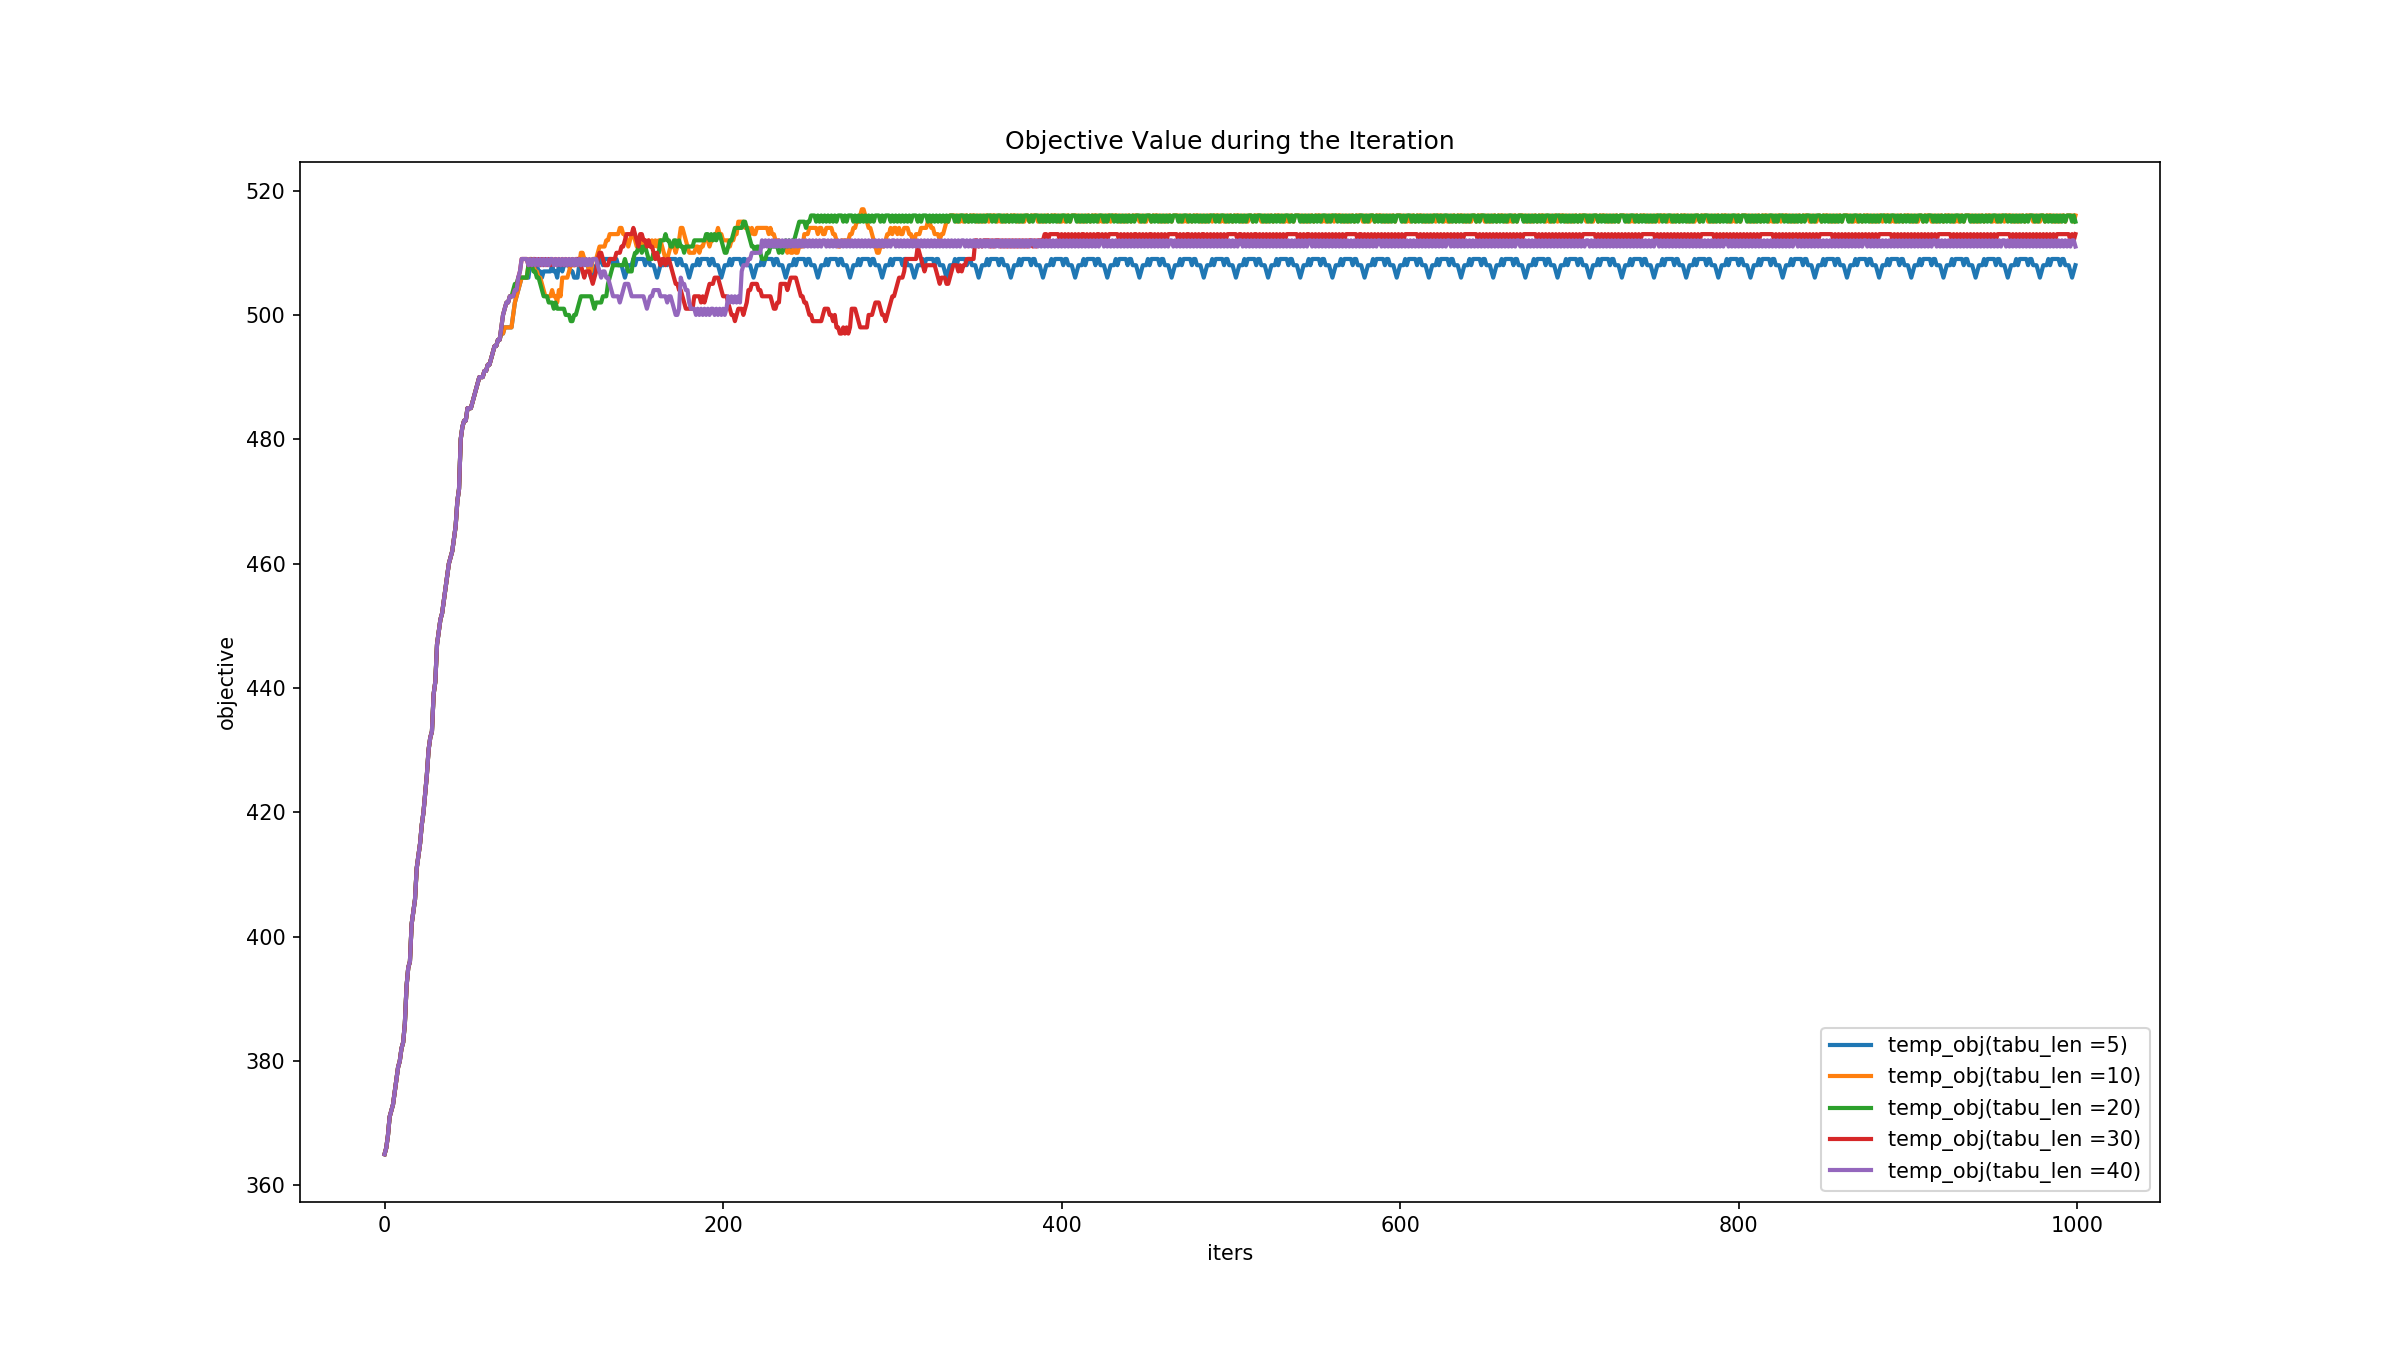 Objective Value during the Iteration
520
500
480
460
440
420
400
380
360
objective
0 200 400 600 800 1000
iters
temp_obj(tabu_len =5)
temp_obj(tabu_len =10)
temp_obj(tabu_len =20)
temp_obj(tabu_len =30)
temp_obj(tabu_len =40)